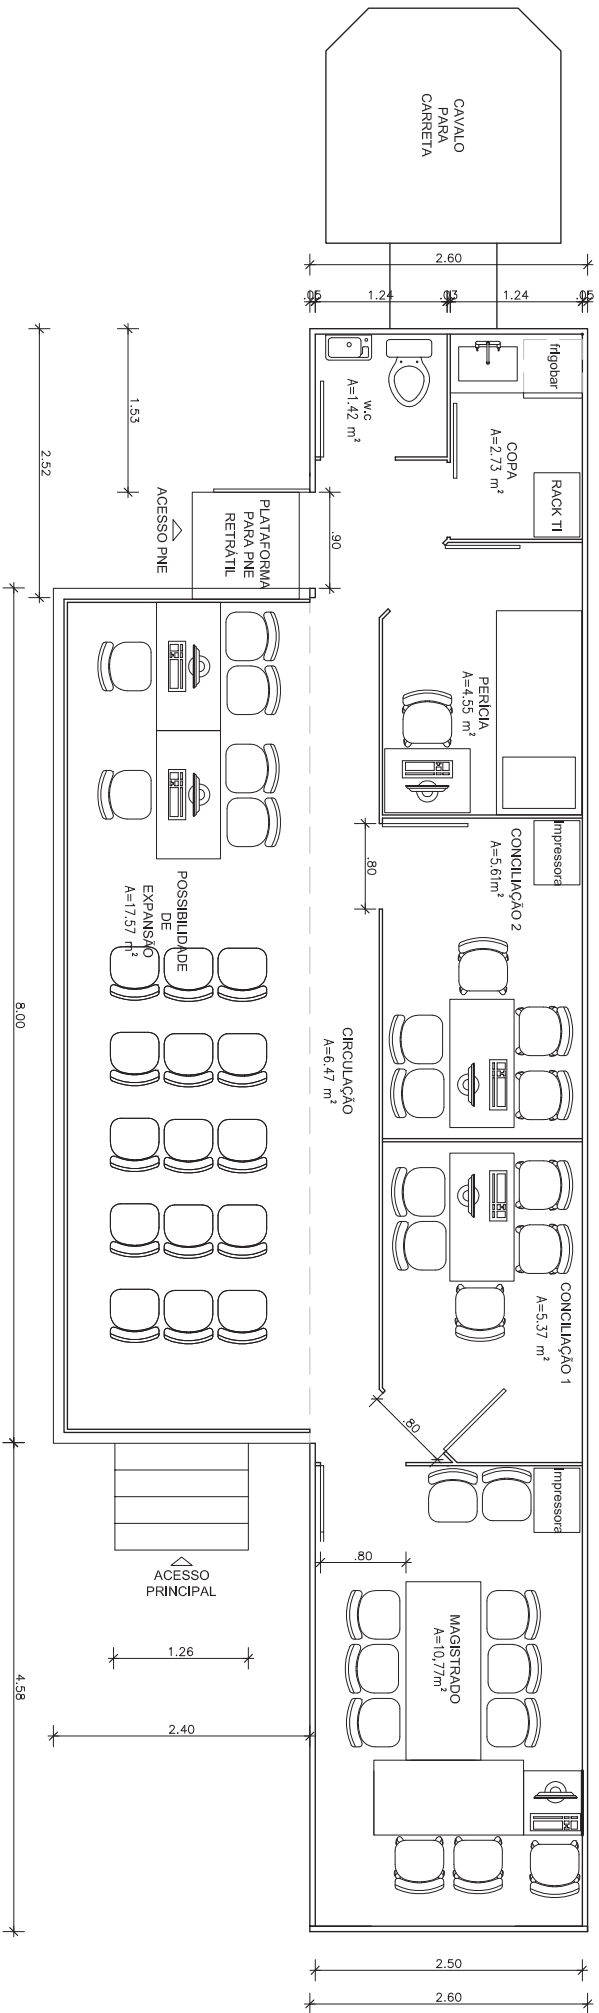 CAVALO
PARA
CARRETA
2.60
.05
1.24
.03
1.24
.05
frigobar
W.C
A=1.42 m²
COPA
A=2.73 m²
RACK TI
1.53
2.52
ACESSO PNE
PLATAFORMA
PARA PNE
RETRÁTIL
.90
PERÍCIA
A=4.55 m²
.80
Impressora
CONCILIAÇÃO 2
A=5.61m²
POSSIBILIDADE
DE
EXPANSÃO
A=17.57 m²
8.00
CIRCULAÇÃO
A=6.47 m²
CONCILIAÇÃO 1
A=5.37 m²
.80
Impressora
ACESSO
PRINCIPAL
.80
MAGISTRADO
A=10,77m²
1.26
4.58
2.40
2.50
2.60